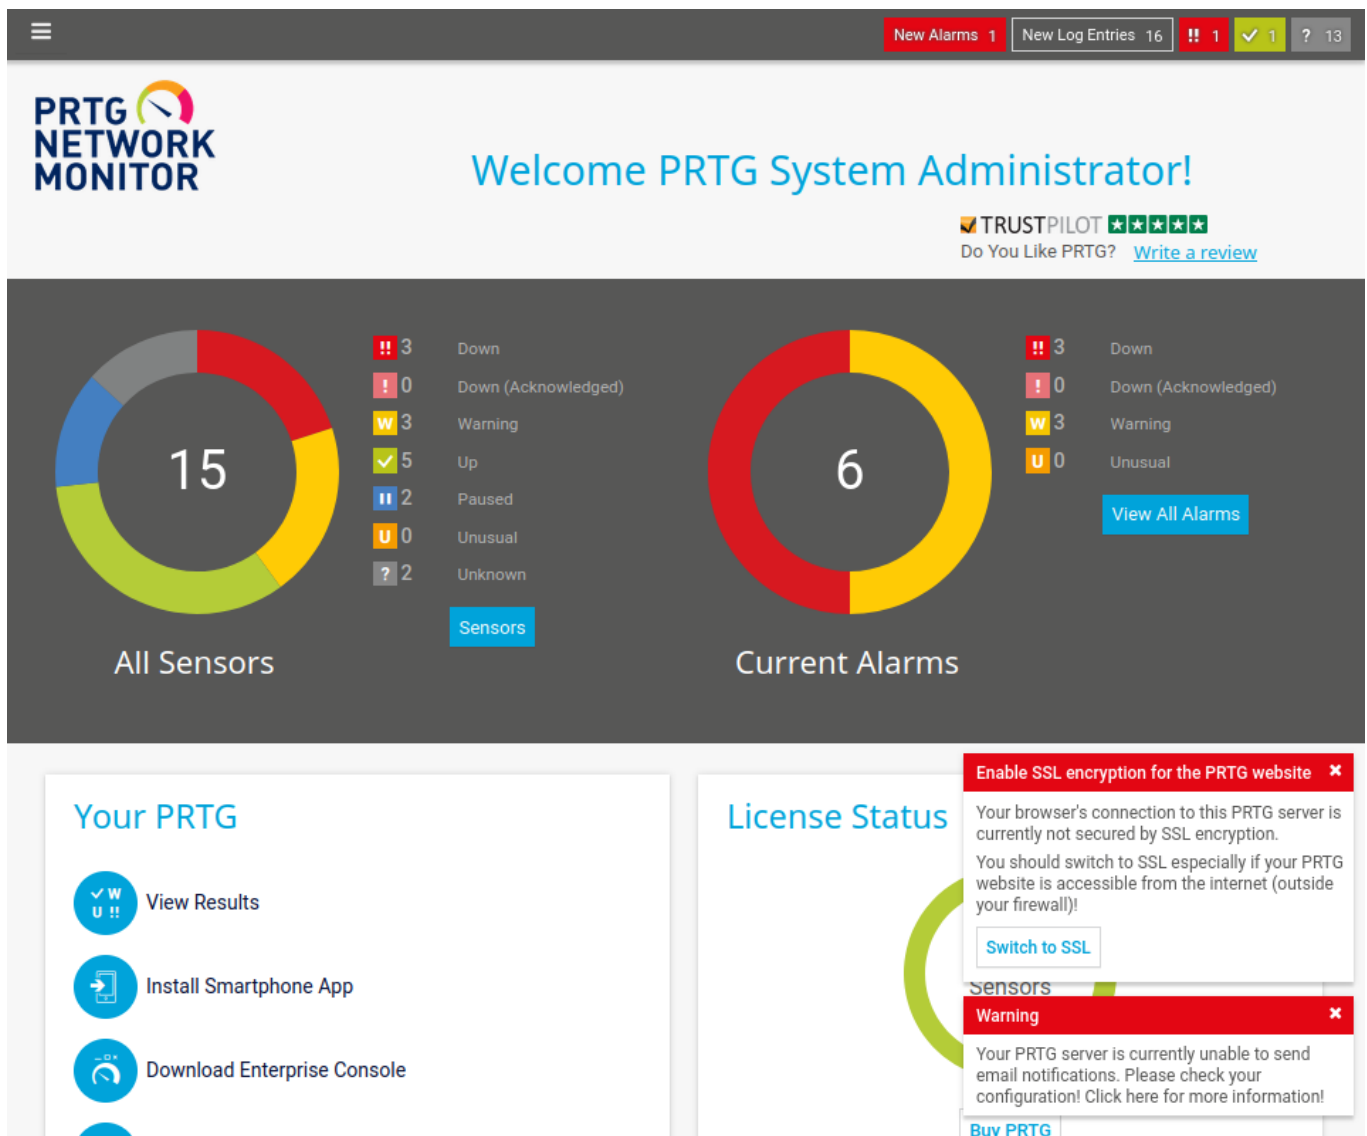 New Alarms 1 New Log Entries 16 !! 1 1 ? 13
PRTG
NETWORK
MONITOR
Welcome PRTG System Administrator!
TRUSTPILOT
Do You Like PRTG? Write a review
15
!! 3 Down
! 0 Down (Acknowledged)
W 3 Warning
5 Up
2 Paused
U 0 Unusual
? 2 Unknown
Sensors
All Sensors
6
!! 3 Down
! 0 Down (Acknowledged)
W 3 Warning
U 0 Unusual
View All Alarms
Current Alarms
Your PRTG
W
U !!
View Results
Install Smartphone App
Download Enterprise Console
License Status
Sensors
Buy PRTG
Enable SSL encryption for the PRTG website
Your browser's connection to this PRTG server is
currently not secured by SSL encryption.
You should switch to SSL especially if your PRTG
website is accessible from the internet (outside
your firewall)!
Switch to SSL
Warning
Your PRTG server is currently unable to send
email notifications. Please check your
configuration! Click here for more information!